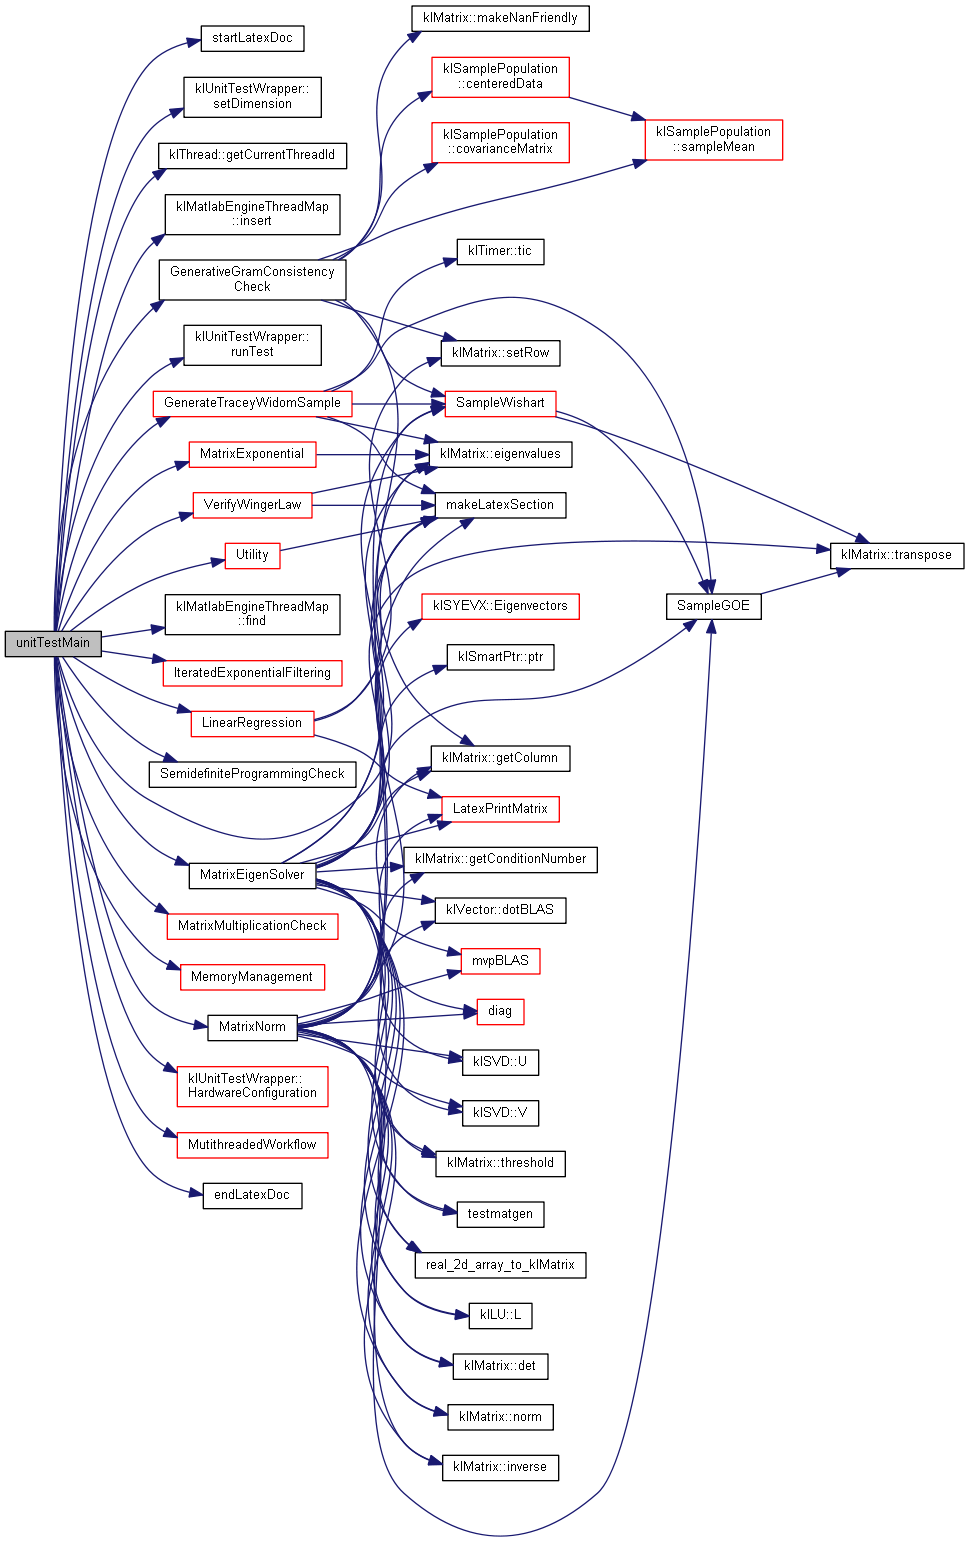 unitTestMain
startLatexDoc
klUnitTestWrapper::
setDimension
klThread::getCurrentThreadId
klMatlabEngineThreadMap
::insert
GenerativeGramConsistency
Check
klUnitTestWrapper::
runTest
GenerateTraceyWidomSample
MatrixExponential
VerifyWingerLaw
Utility
klMatlabEngineThreadMap
::find
IteratedExponentialFiltering
LinearRegression
SemidefiniteProgrammingCheck
MatrixEigenSolver
MatrixMultiplicationCheck
MemoryManagement
MatrixNorm
klUnitTestWrapper::
HardwareConfiguration
MutithreadedWorkflow
endLatexDoc
klMatrix::makeNanFriendly
klSamplePopulation
::centeredData
klSamplePopulation
::covarianceMatrix
klTimer::tic
klMatrix::setRow
SampleWishart
klMatrix::eigenvalues
makeLatexSection
klSYEVX::Eigenvectors
klSmartPtr::ptr
klMatrix::getColumn
LatexPrintMatrix
klMatrix::getConditionNumber
klVector::dotBLAS
mvpBLAS
diag
klSVD::U
klSVD::V
klMatrix::threshold
testmatgen
real_2d_array_to_klMatrix
klLU::L
klMatrix::det
klMatrix::norm
klMatrix::inverse
klSamplePopulation
::sampleMean
SampleGOE
klMatrix::transpose